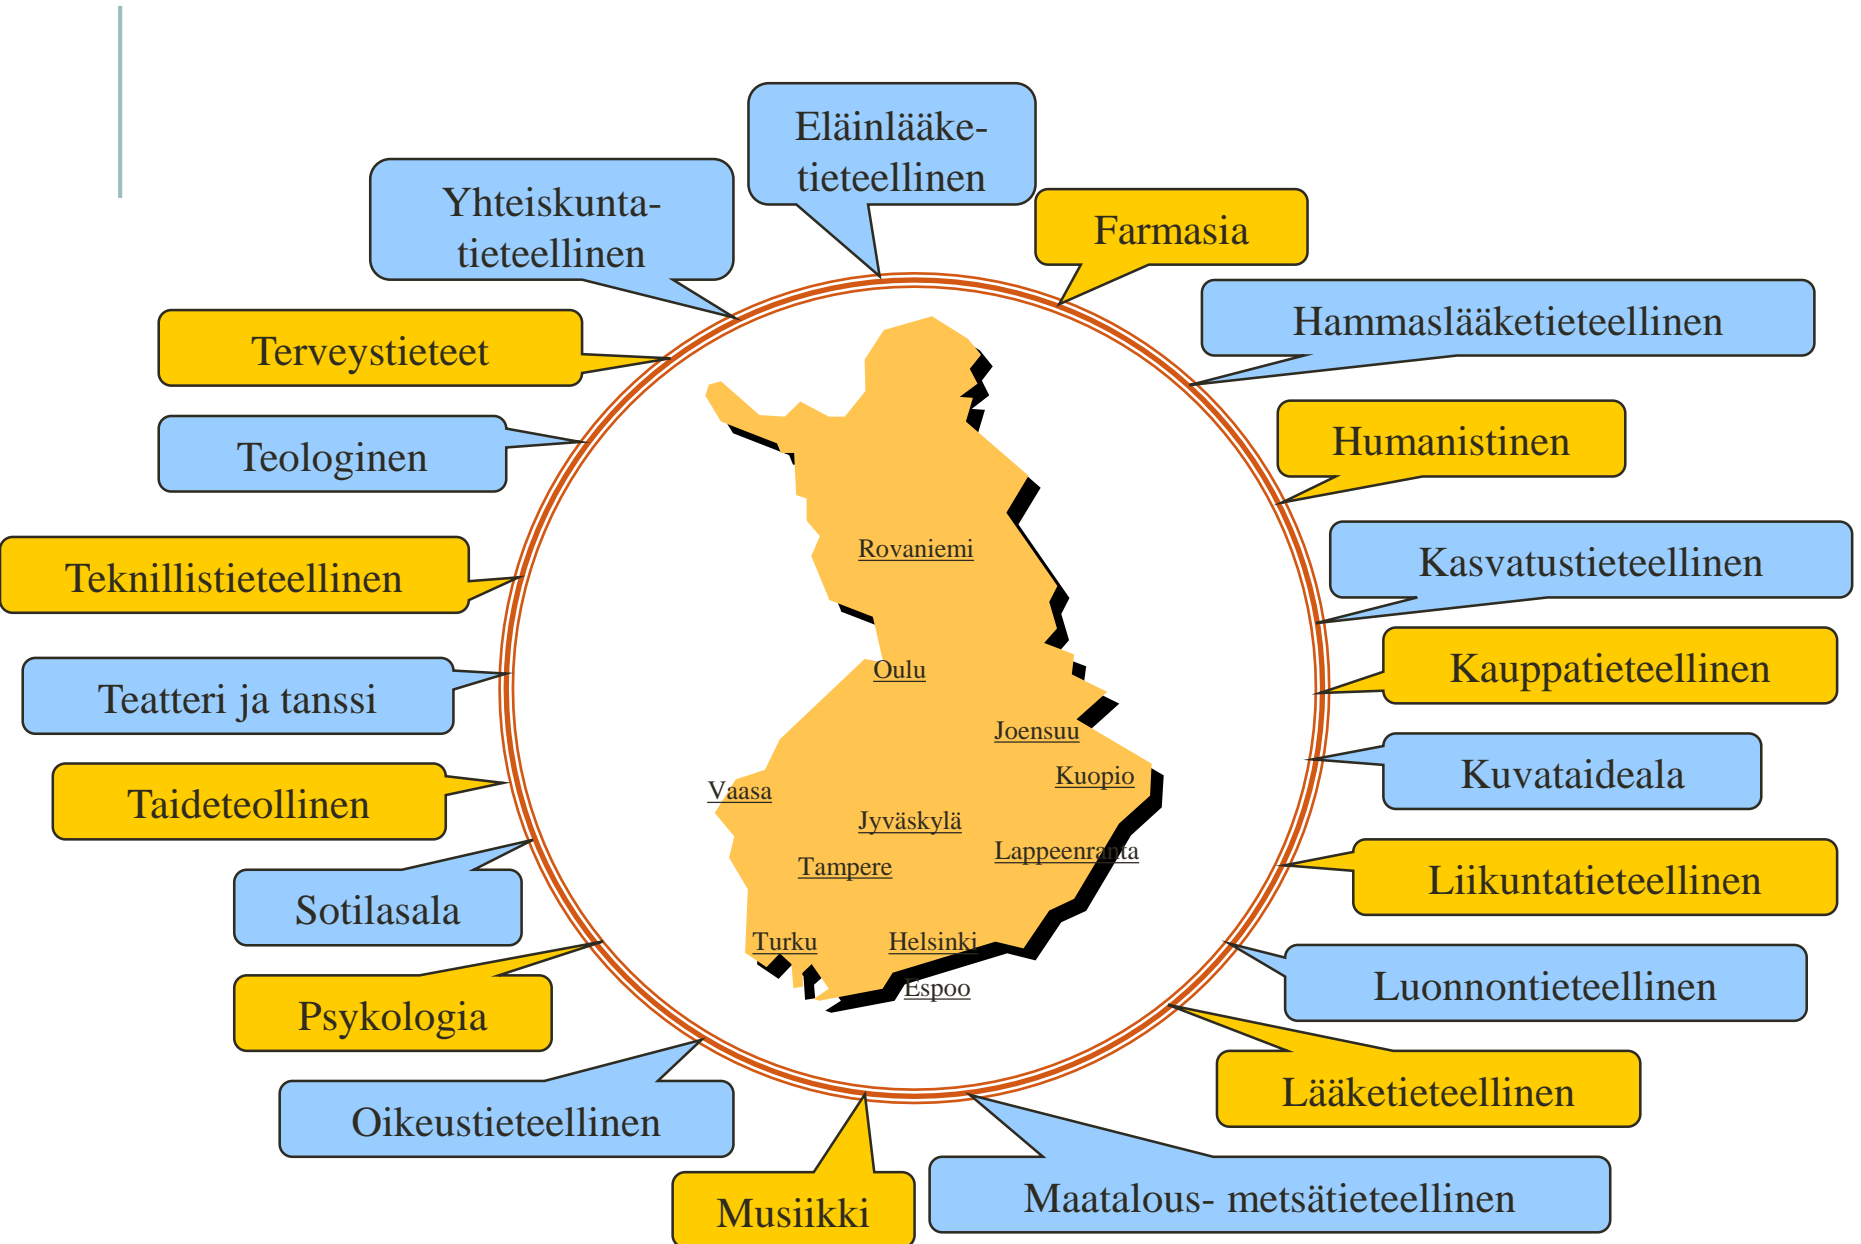 Eläinlääke-
tieteellinen
Yhteiskunta-
tieteellinen
Farmasia
Hammaslääketieteellinen
Terveystieteet
Humanistinen
Teologinen
Rovaniemi
Kasvatustieteellinen
Teknillistieteellinen
Oulu
Kauppatieteellinen
Teatteri ja tanssi
Joensuu
Kuopio
Kuvataideala
Vaasa
Taideteollinen
Jyväskylä
Lappeenranta
Tampere
Liikuntatieteellinen
Sotilasala
Turku
Helsinki
Espoo
Luonnontieteellinen
Psykologia
Lääketieteellinen
Oikeustieteellinen
Maatalous- metsätieteellinen
Musiikki